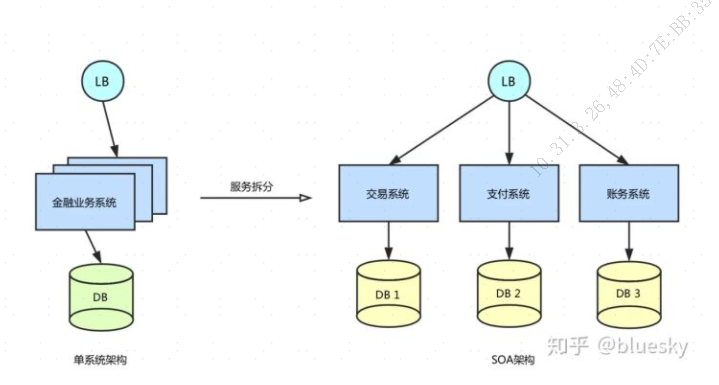 LB
金融业务系统
DB
单系统架构
服务拆分
LB
交易系统
支付系统
账务系统
DB 1
DB 2
DB 3
SOA架构
知乎 @bluesky